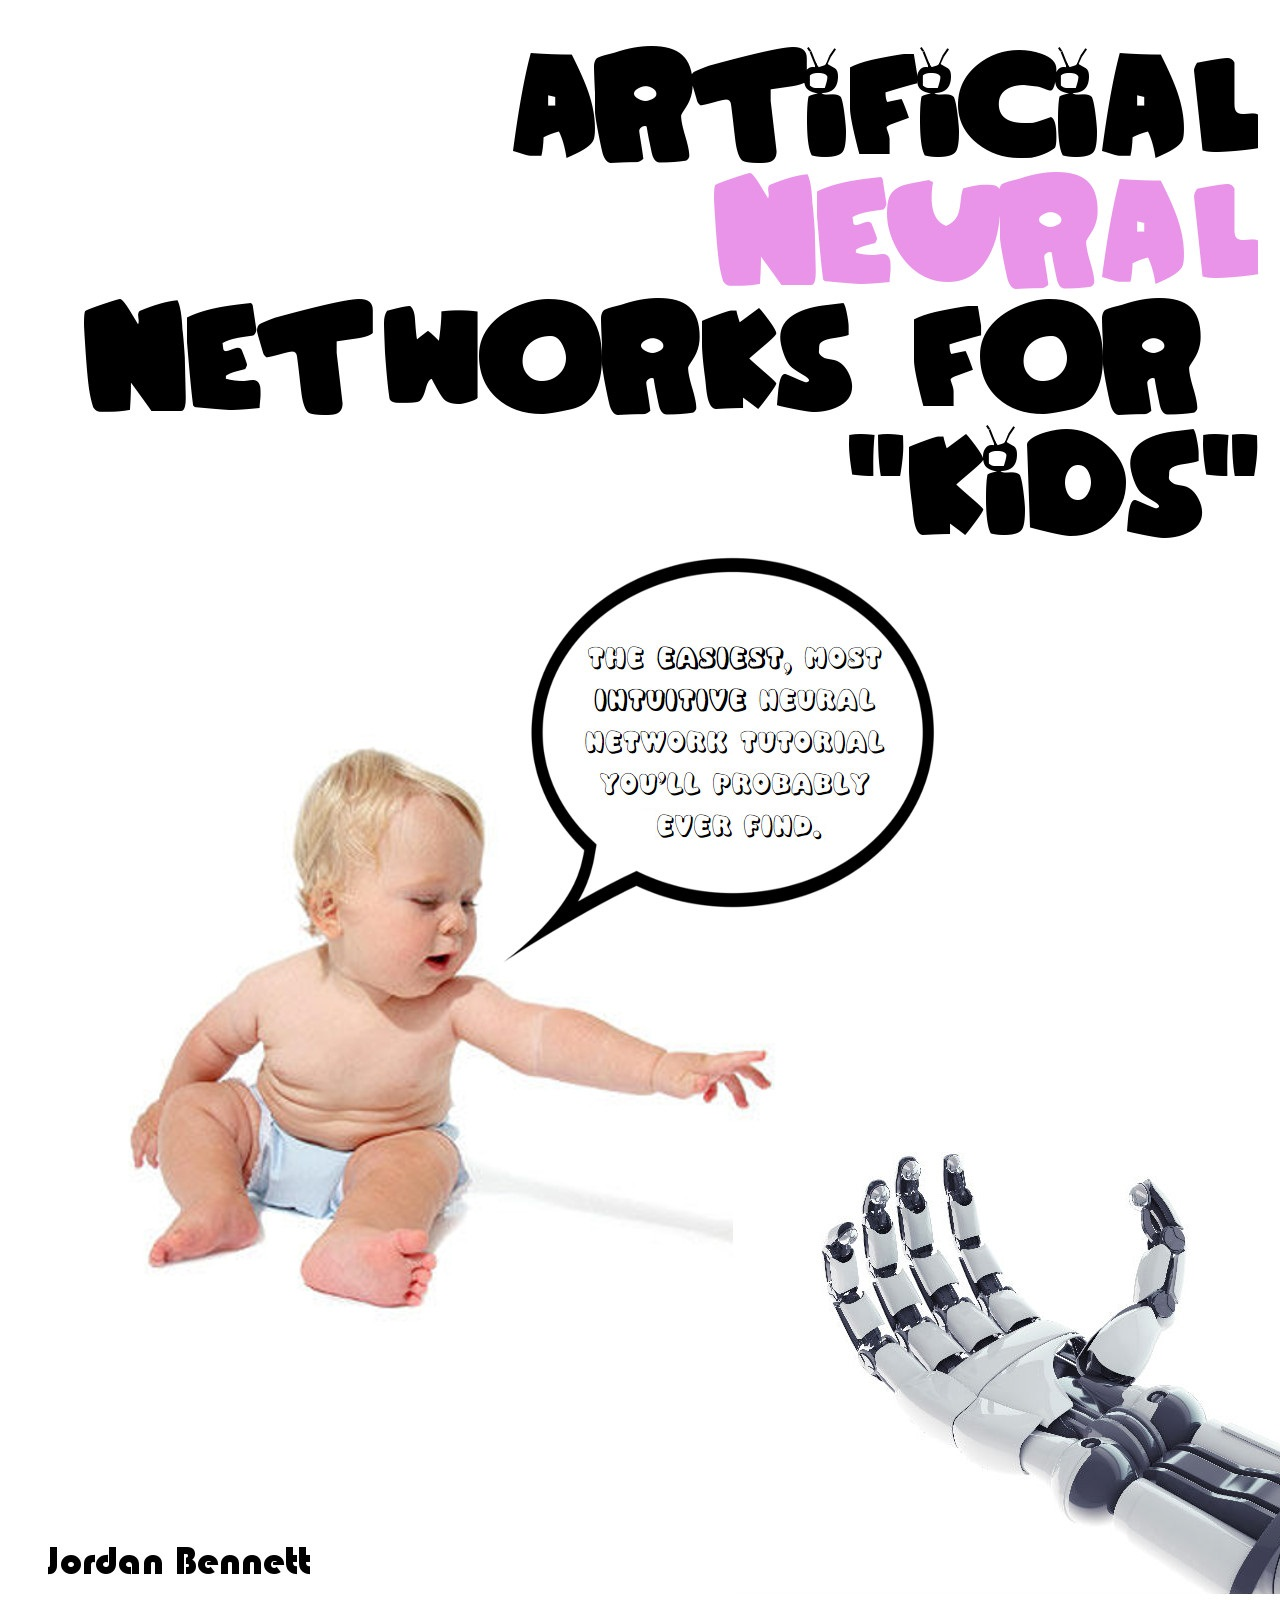 ARTiFiCiAL
NEURAL
NETWORKS FOR
"KiDS"
THE EASIEST, MOST
INTUITIVE NEURAL
NETWORK TUTORIAL
YOU'LL PROBABLY
EVER FIND.
Jordan Bennett